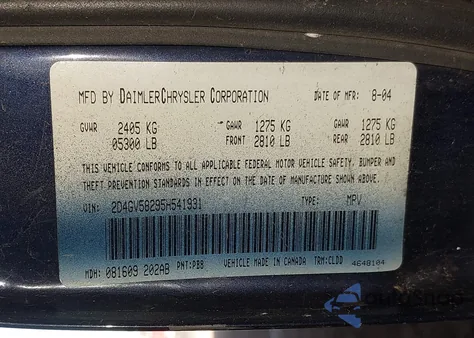 MFD BY DAIMLERCHRYSLER CORPORATION DATE OF MFR: 8-04
GVWR 2405 KG GAWR 1275 KG GAWR 1275 KG
05300 LB FRONT 2810 LB REAR 2810 LB
THIS VEHICLE CONFORMS TO ALL APPLICABLE FEDERAL MOTOR VEHICLE SAFETY, BUMPER AND
THEFT PREVENTION STANDARDS IN EFFECT ON THE DATE OF MANUFACTURE SHOWN ABOVE.
VIN: 2D4GV58295H541931 TYPE: MPV
MDH: 081609 202AB PNT:PB8 VEHICLE MADE IN CANADA TRM:CLDD 4648104